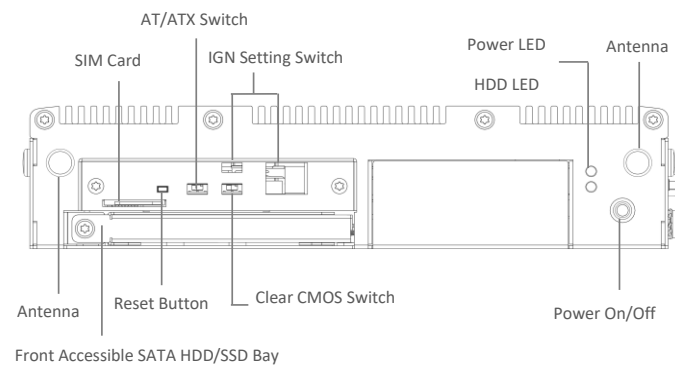 AT/ATX Switch
SIM Card
IGN Setting Switch
Power LED
Antenna
HDD LED
Antenna
Reset Button
Clear CMOS Switch
Power On/Off
Front Accessible SATA HDD/SSD Bay